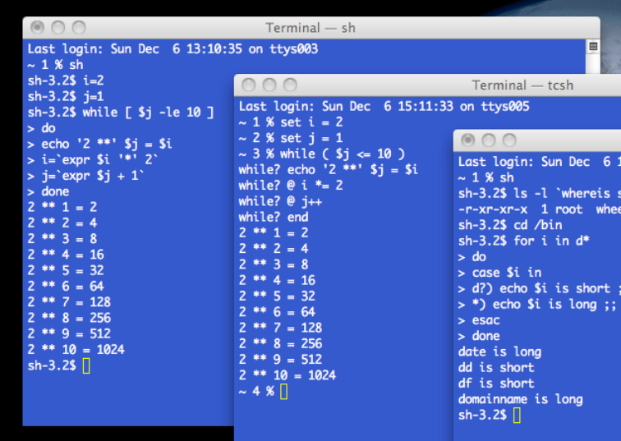 Terminal — sh
Last login: Sun Dec  6 13:10:35 on ttys003
~ 1 % sh
sh-3.2$ i=2
sh-3.2$ j=1
sh-3.2$ while [ $j -le 10 ]
> do
> echo '2 **' $j = $i
> i=`expr $i '*' 2`
> j=`expr $j + 1`
> done
2 ** 1 = 2
2 ** 2 = 4
2 ** 3 = 8
2 ** 4 = 16
2 ** 5 = 32
2 ** 6 = 64
2 ** 7 = 128
2 ** 8 = 256
2 ** 9 = 512
2 ** 10 = 1024
sh-3.2$
Terminal — tcsh
Last login: Sun Dec  6 15:11:33 on ttys005
~ 1 % set i = 2
~ 2 % set j = 1
~ 3 % while ( $j <= 10 )
while? echo '2 **' $j = $i
while? @ i *= 2
while? @ j++
while? end
2 ** 1 = 2
2 ** 2 = 4
2 ** 3 = 8
2 ** 4 = 16
2 ** 5 = 32
2 ** 6 = 64
2 ** 7 = 128
2 ** 8 = 256
2 ** 9 = 512
2 ** 10 = 1024
~ 4 %
Last login: Sun Dec  6
~ 1 % sh
sh-3.2$ ls -l `whereis s
-r-xr-xr-x  1 root  whee
sh-3.2$ cd /bin
sh-3.2$ for i in d*
> do
> case $i in
> d?) echo $i is short ;
> *) echo $i is long ;;
> esac
> done
date is long
dd is short
df is short
domainname is long
sh-3.2$